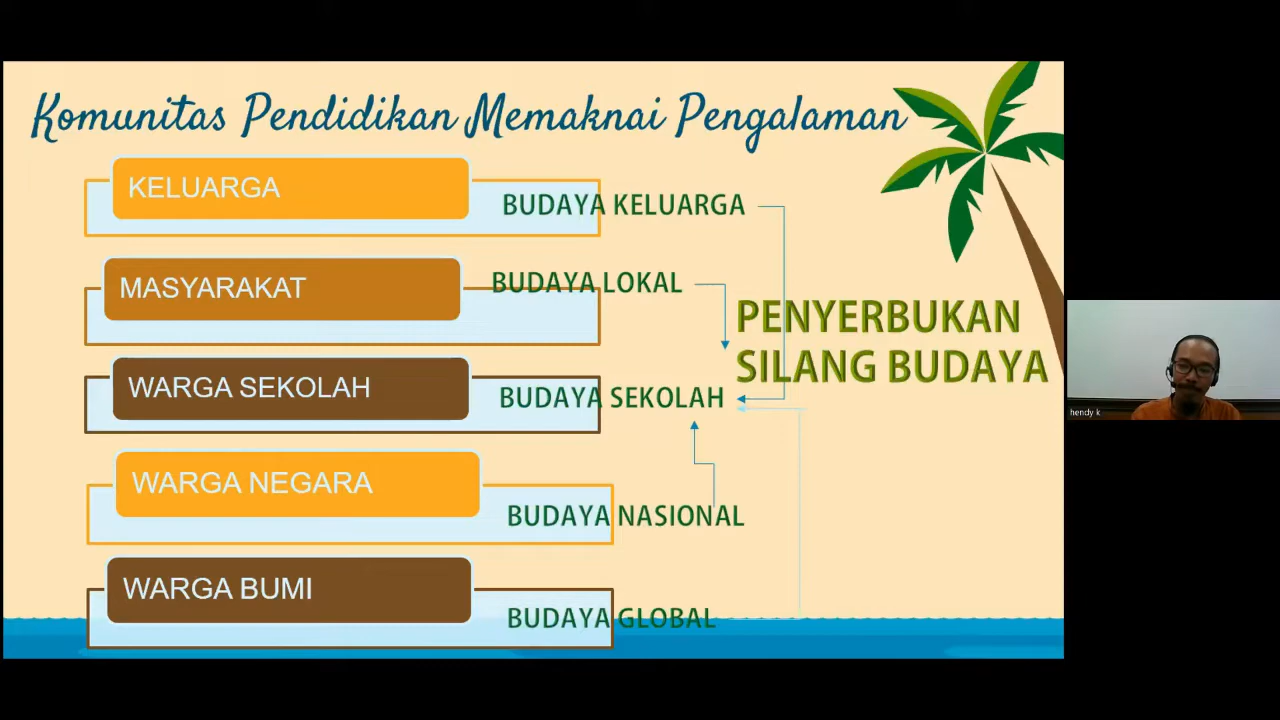 Komunitas Pendidikan Memaknai Pengalaman
KELUARGA
BUDAYA KELUARGA
MASYARAKAT
BUDAYA LOKAL
PENYERBUKAN
SILANG BUDAYA
WARGA SEKOLAH
BUDAYA SEKOLAH
WARGA NEGARA
BUDAYA NASIONAL
WARGA BUMI
BUDAYA GLOBAL
hendy k